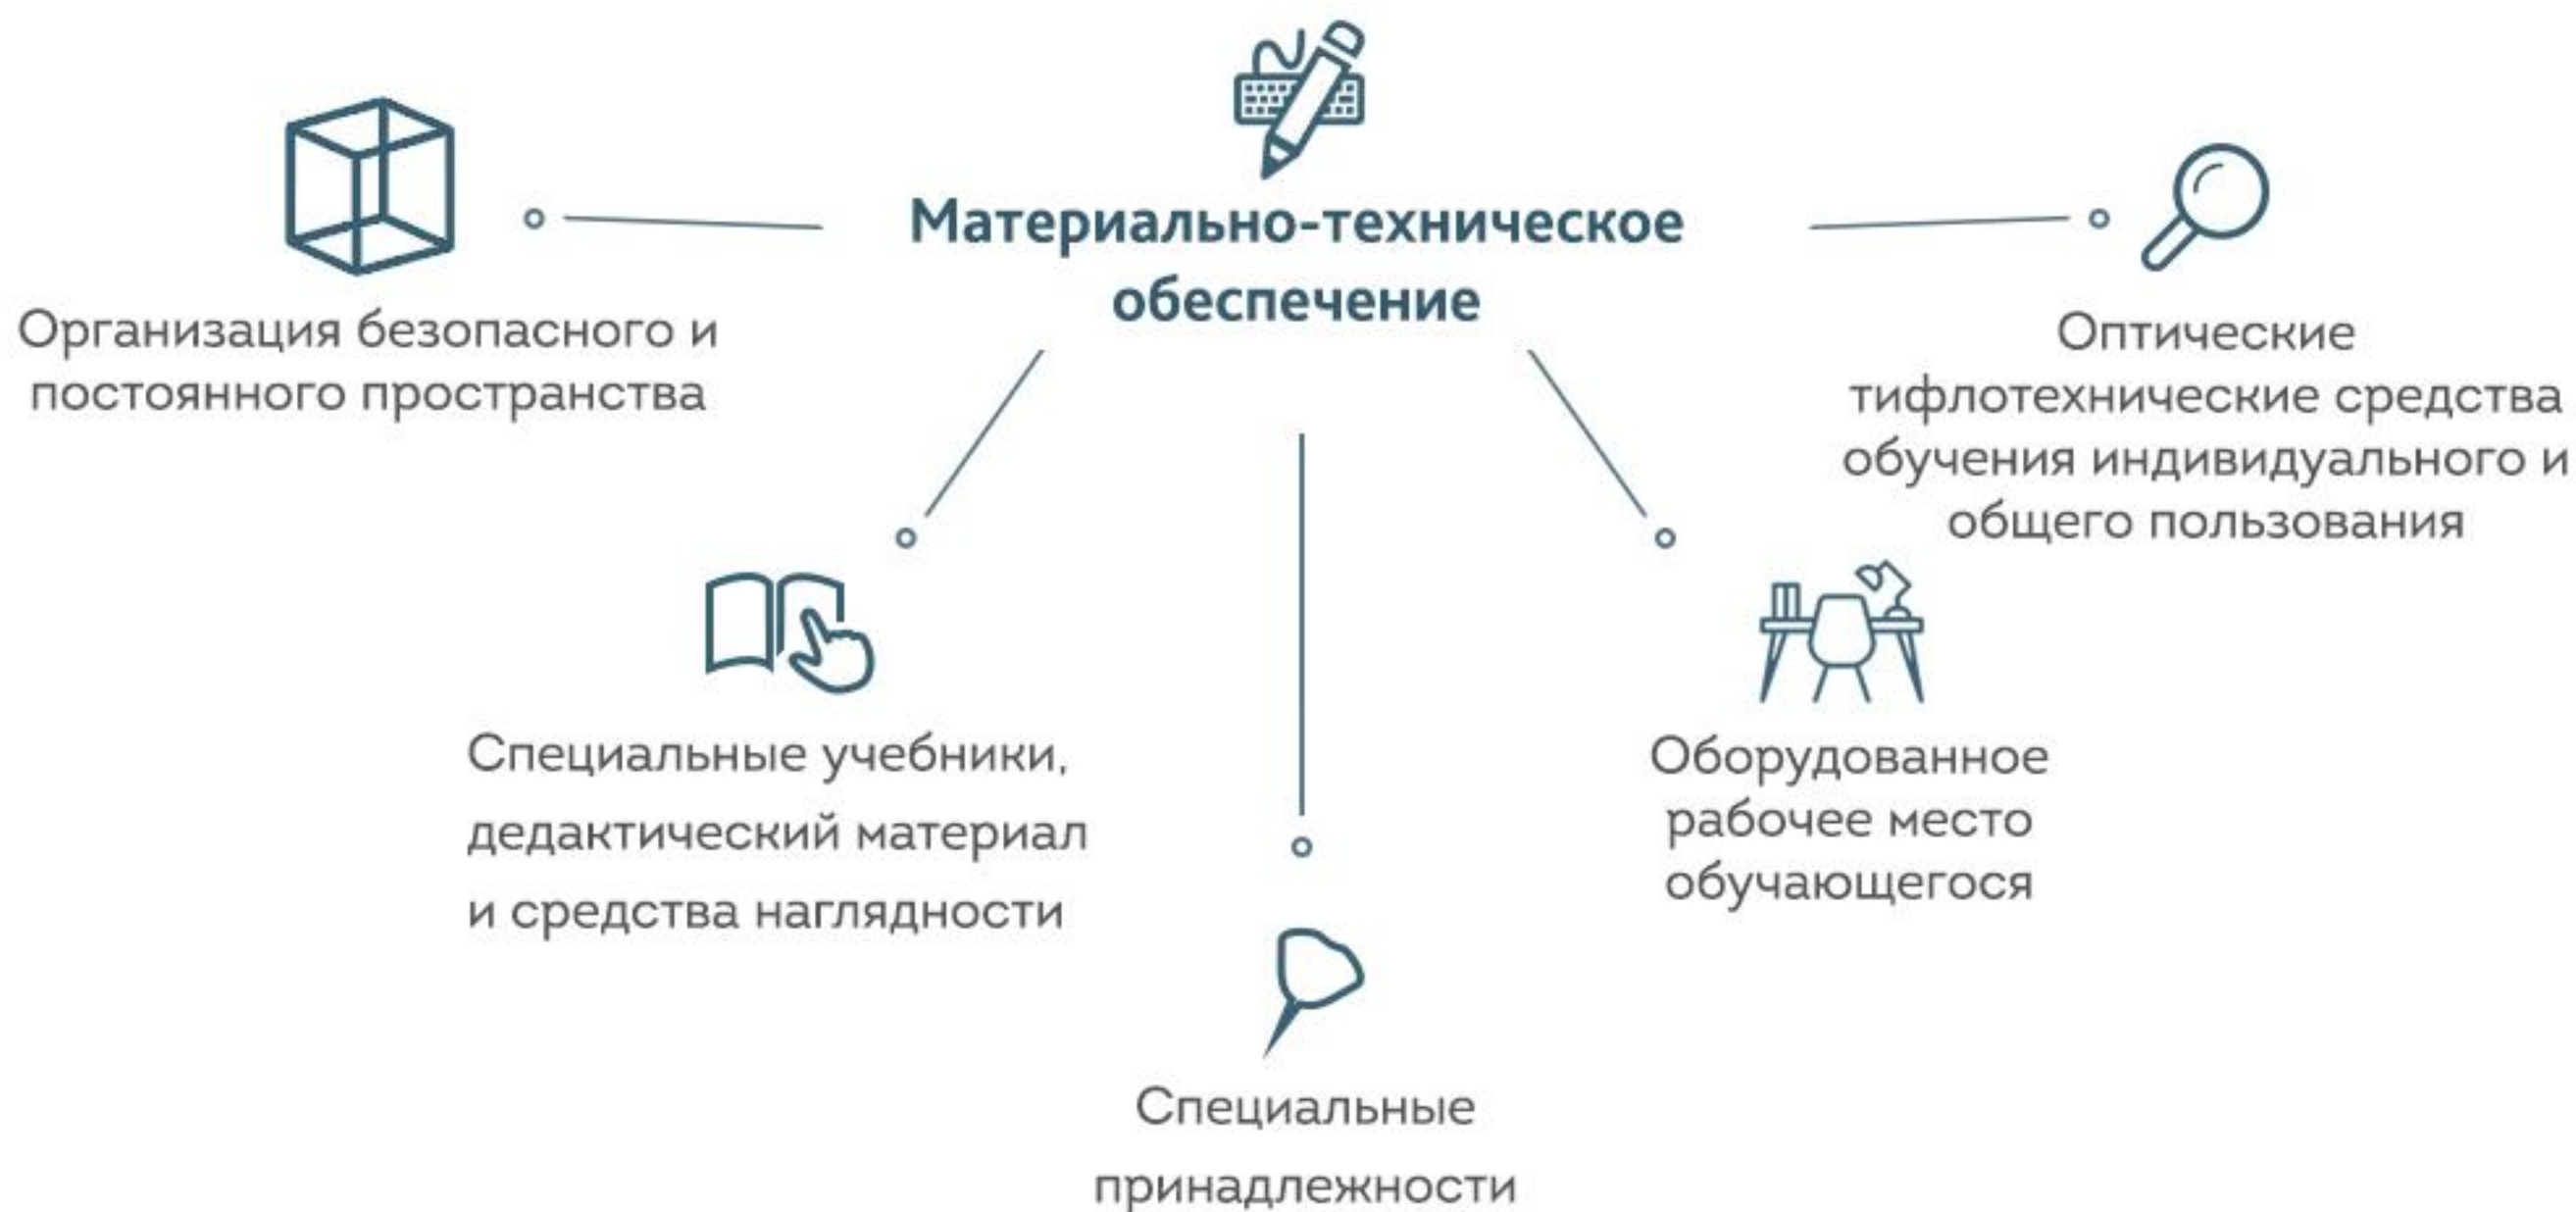 Материально-техническое
обеспечение
Организация безопасного и
постоянного пространства
Специальные учебники,
дедактический материал
и средства наглядности
Специальные
принадлежности
Оборудованное
рабочее место
обучающегося
Оптические
тифлотехнические средства
обучения индивидуального и
общего пользования